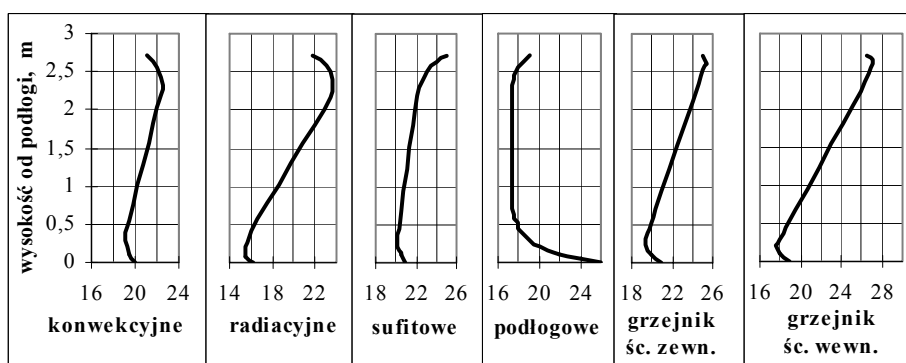 wysokość od podłogi, m
3
2,5
2
1,5
1
0,5
0
16 20 24
14 18 22
18 22 26
16 20 24
18 22 26
16 20 24 28
konwekcyjne
radiacyjne
sufitowe
podłogowe
grzejnik
śc. zewn.
grzejnik
śc. wewn.